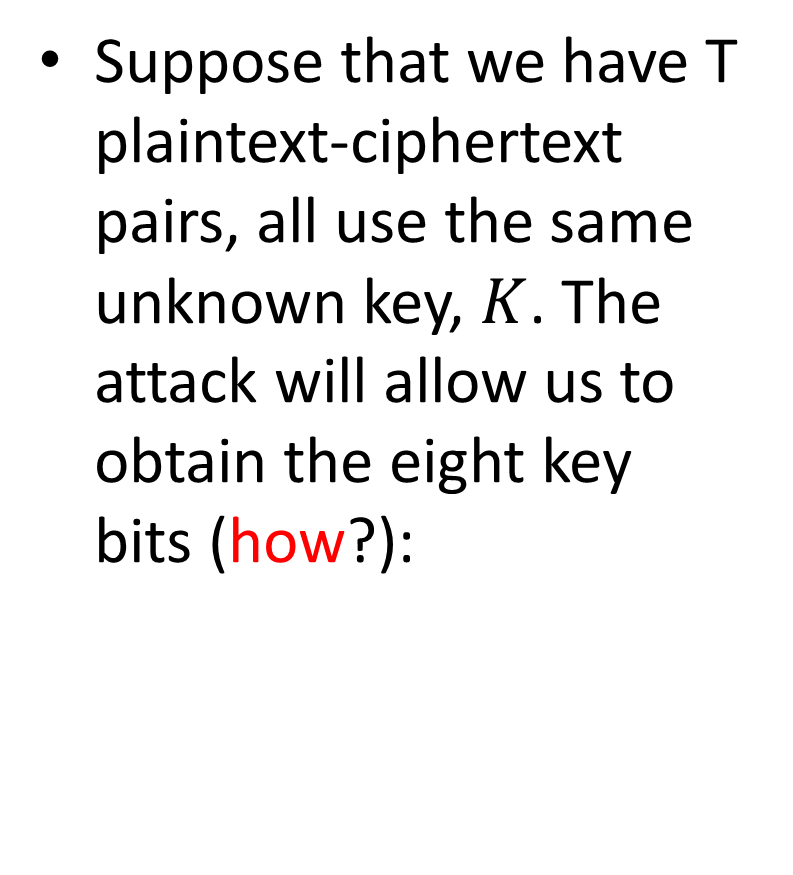 • Suppose that we have T
plaintext-ciphertext
pairs, all use the same
unknown key, K. The
attack will allow us to
obtain the eight key
bits (how?):